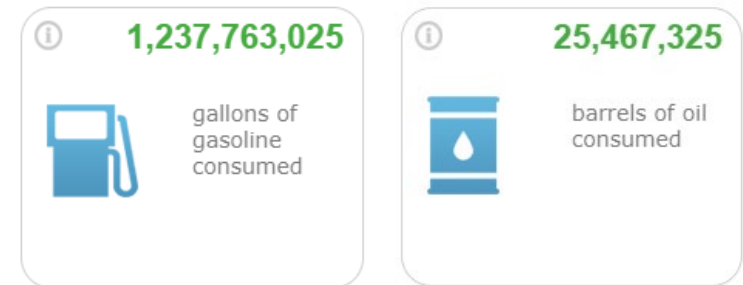 1,237,763,025
gallons of
gasoline
consumed
25,467,325
barrels of oil
consumed